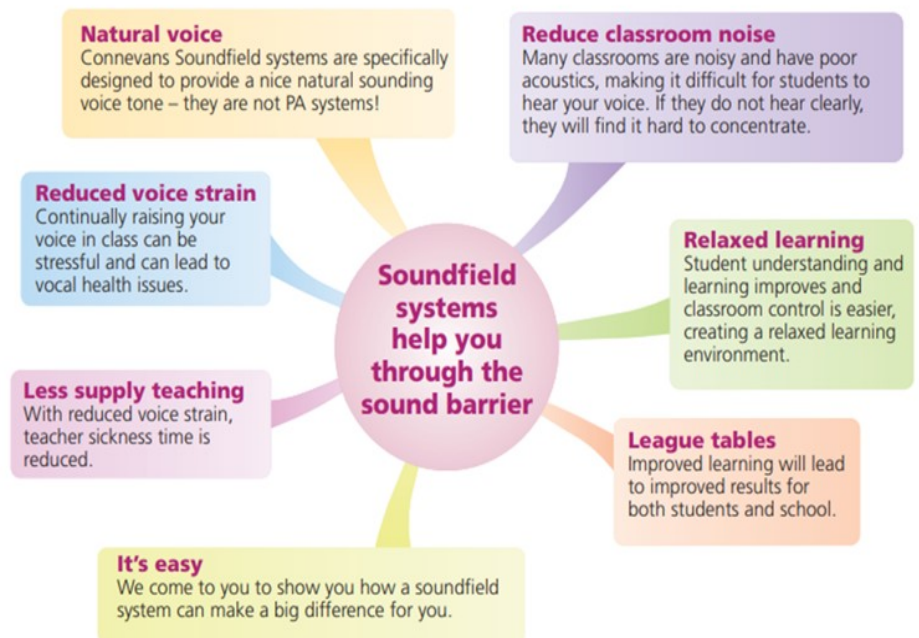 Natural voice
Connevans Soundfield systems are specifically
designed to provide a nice natural sounding
voice tone – they are not PA systems!
Reduce classroom noise
Many classrooms are noisy and have poor
acoustics, making it difficult for students to
hear your voice. If they do not hear clearly,
they will find it hard to concentrate.
Reduced voice strain
Continually raising your
voice in class can be
stressful and can lead to
vocal health issues.
Soundfield
systems
help you
through the
sound barrier
Relaxed learning
Student understanding and
learning improves and
classroom control is easier,
creating a relaxed learning
environment.
Less supply teaching
With reduced voice strain,
teacher sickness time is
reduced.
League tables
Improved learning will lead
to improved results for
both students and school.
It's easy
We come to you to show you how a soundfield
system can make a big difference for you.